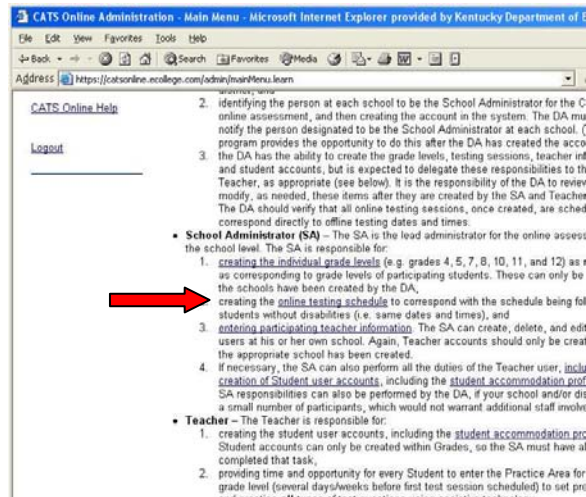 CATS Online Administration - Main Menu - Microsoft Internet Explorer provided by Kentucky Department of
File Edit View Favorites Tools Help
Back Search Favorites Media
Address https://catsonline.ecollege.com/admin/mainMenu.learn
CATS Online Help
Logout
district, and
2. identifying the person at each school to be the School Administrator for the
online assessment, and then creating the account in the system. The DA
notify the person designated to be the School Administrator at each school.
program provides the opportunity to do this after the DA has created the
3. the DA has the ability to create the grade levels, testing sessions, teacher
and student accounts, but is expected to delegate these responsibilities to
Teacher, as appropriate (see below). It is the responsibility of the DA to review
modify, as needed, these items after they are created by the SA and Teacher
The DA should verify that all online testing sessions, once created, are
correspond directly to offline testing dates and times.
• School Administrator (SA) – The SA is the lead administrator for the online
the school level. The SA is responsible for:
1. creating the individual grade levels (e.g. grades 4, 5, 7, 8, 10, 11, and 12) as
as corresponding to grade levels of participating students. These can only be
the schools have been created by the DA,
creating the online testing schedule to correspond with the schedule being
students without disabilities (i.e. same dates and times), and
3. entering participating teacher information. The SA can create, delete, and
users at his or her own school. Again, Teacher accounts should only be
the appropriate school has been created.
4. If necessary, the SA can also perform all the duties of the Teacher user,
creation of Student user accounts, including the student accommodation
SA responsibilities can also be performed by the DA, if your school and/or
a small number of participants, which would not warrant additional staff
• Teacher – The Teacher is responsible for:
1. creating the student user accounts, including the student accommodation
Student accounts can only be created within Grades, so the SA must have
completed that task,
2. providing time and opportunity for every Student to enter the Practice Area for
grade level (several days/weeks before first test session scheduled) to set